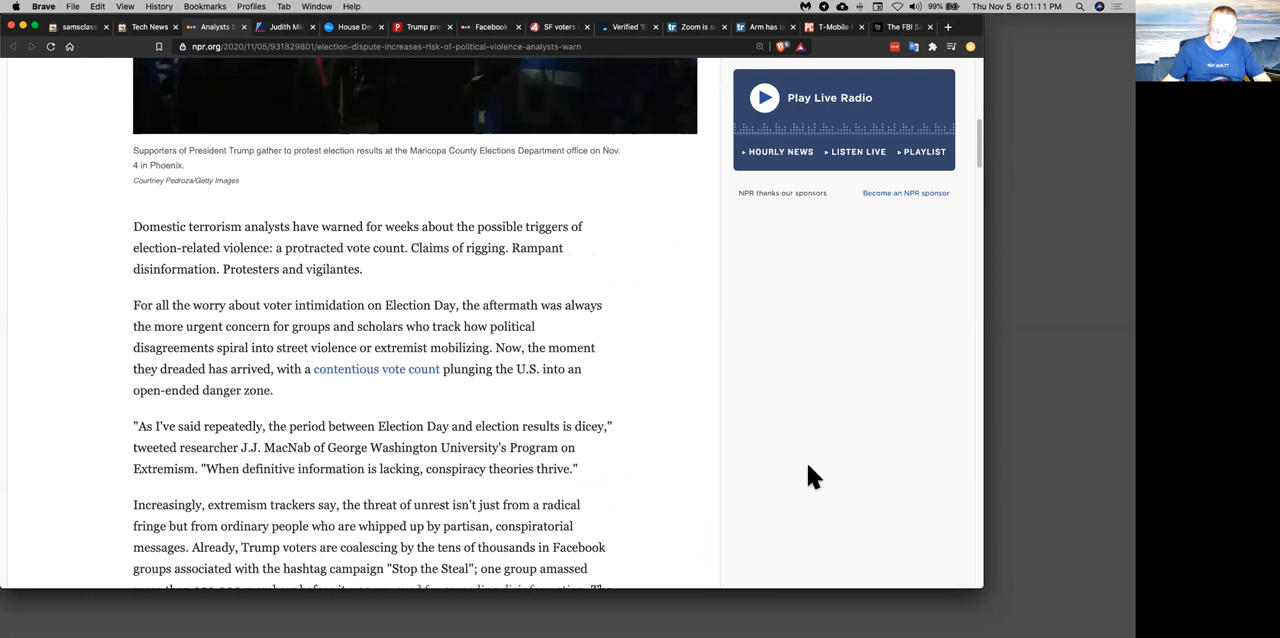 Brave File Edit View History Bookmarks Profiles Tab Window Help 99% Thu Nov 5 6:01:11 PM
samsclass Tech News Analysts Judith Mi House De Trump pre Facebook SF voters Verified 'E Zoom is s Arm has l T-Mobile The FBI Sa
npr.org/2020/11/05/931829801/election-dispute-increases-risk-of-political-violence-analysts-warn
Supporters of President Trump gather to protest election results at the Maricopa County Elections Department office on Nov.
4 in Phoenix.
Courtney Pedroza/Getty Images
Domestic terrorism analysts have warned for weeks about the possible triggers of
election-related violence: a protracted vote count. Claims of rigging. Rampant
disinformation. Protesters and vigilantes.
For all the worry about voter intimidation on Election Day, the aftermath was always
the more urgent concern for groups and scholars who track how political
disagreements spiral into street violence or extremist mobilizing. Now, the moment
they dreaded has arrived, with a contentious vote count plunging the U.S. into an
open-ended danger zone.
"As I've said repeatedly, the period between Election Day and election results is dicey,"
tweeted researcher J.J. MacNab of George Washington University's Program on
Extremism. "When definitive information is lacking, conspiracy theories thrive."
Increasingly, extremism trackers say, the threat of unrest isn't just from a radical
fringe but from ordinary people who are whipped up by partisan, conspiratorial
messages. Already, Trump voters are coalescing by the tens of thousands in Facebook
groups associated with the hashtag campaign "Stop the Steal"; one group amassed
Play Live Radio
HOURLY NEWS LISTEN LIVE PLAYLIST
NPR thanks our sponsors Become an NPR sponsor